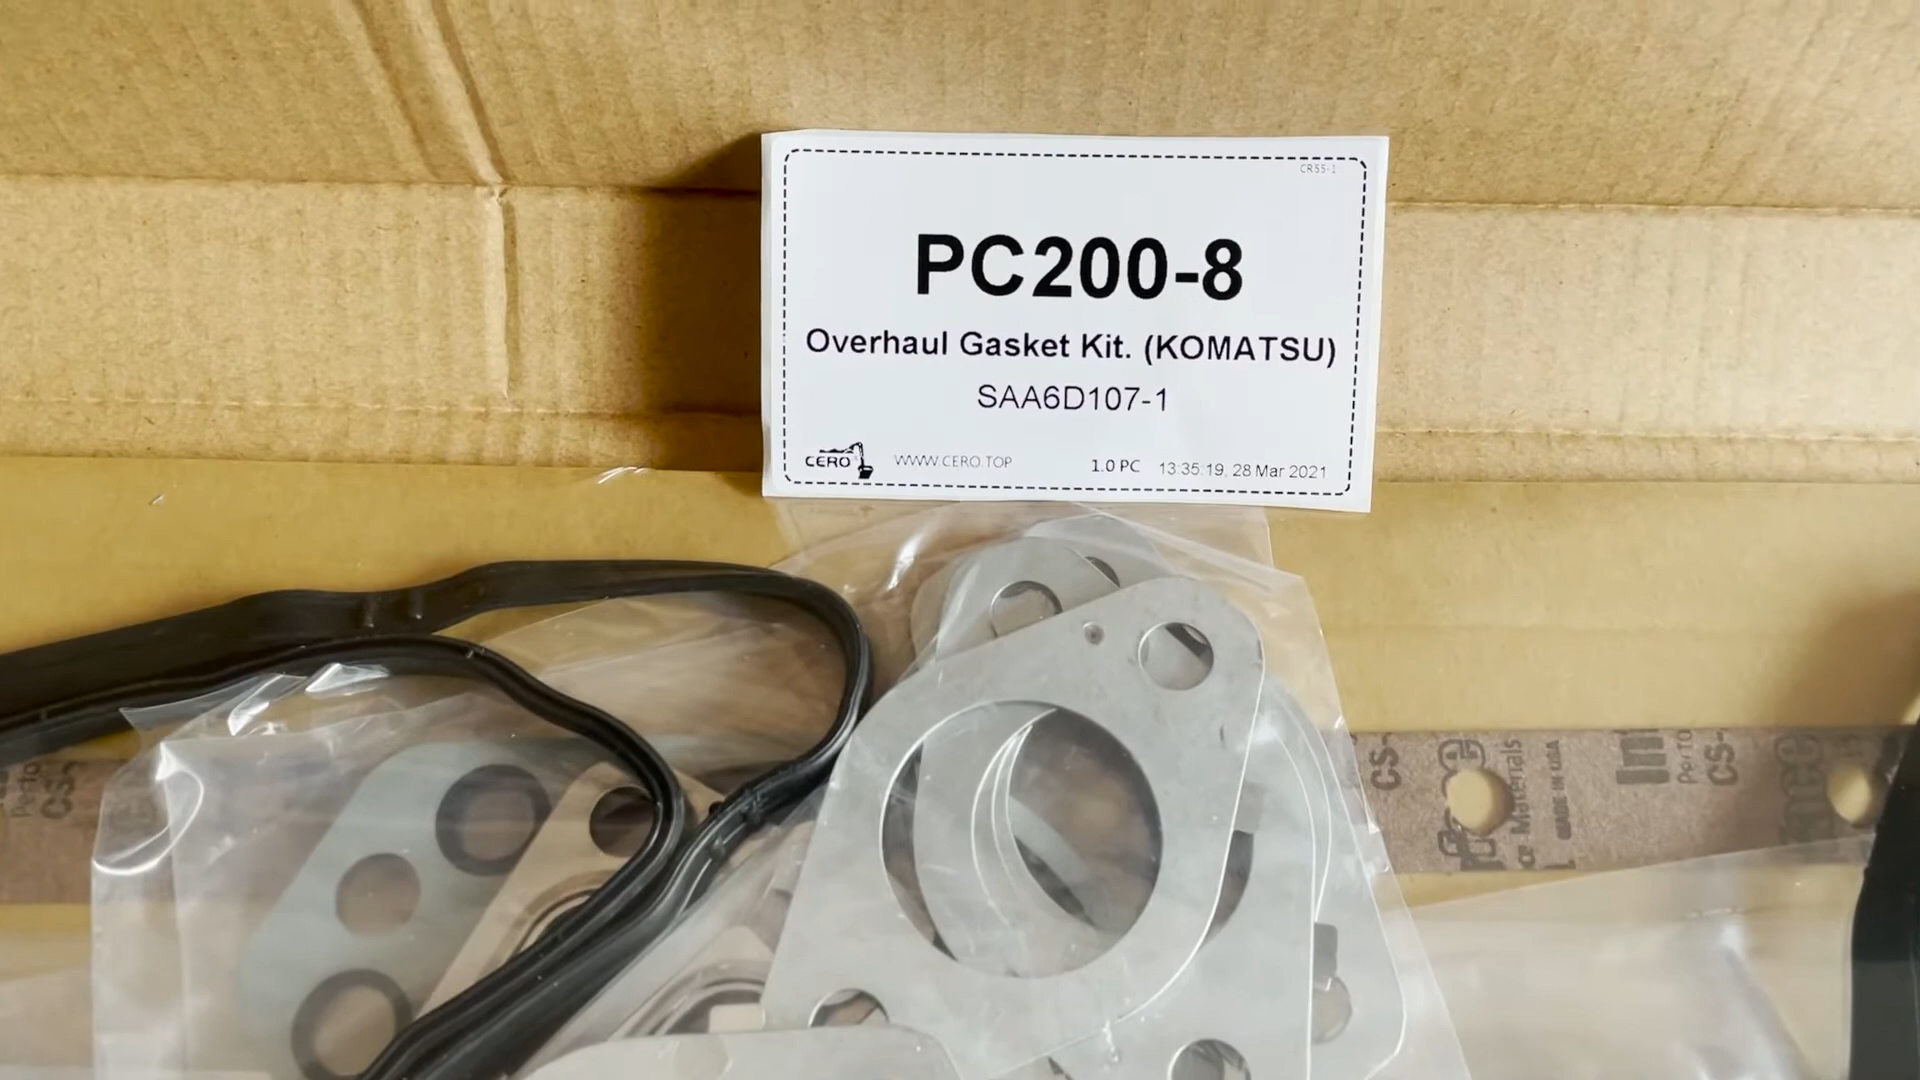 CR55-1
PC200-8
Overhaul Gasket Kit. (KOMATSU)
SAA6D107-1
CERO WWW.CERO.TOP 1.0 PC 13:35:19, 28 Mar 2021
CS-
Materials
MADE IN USA
CS-